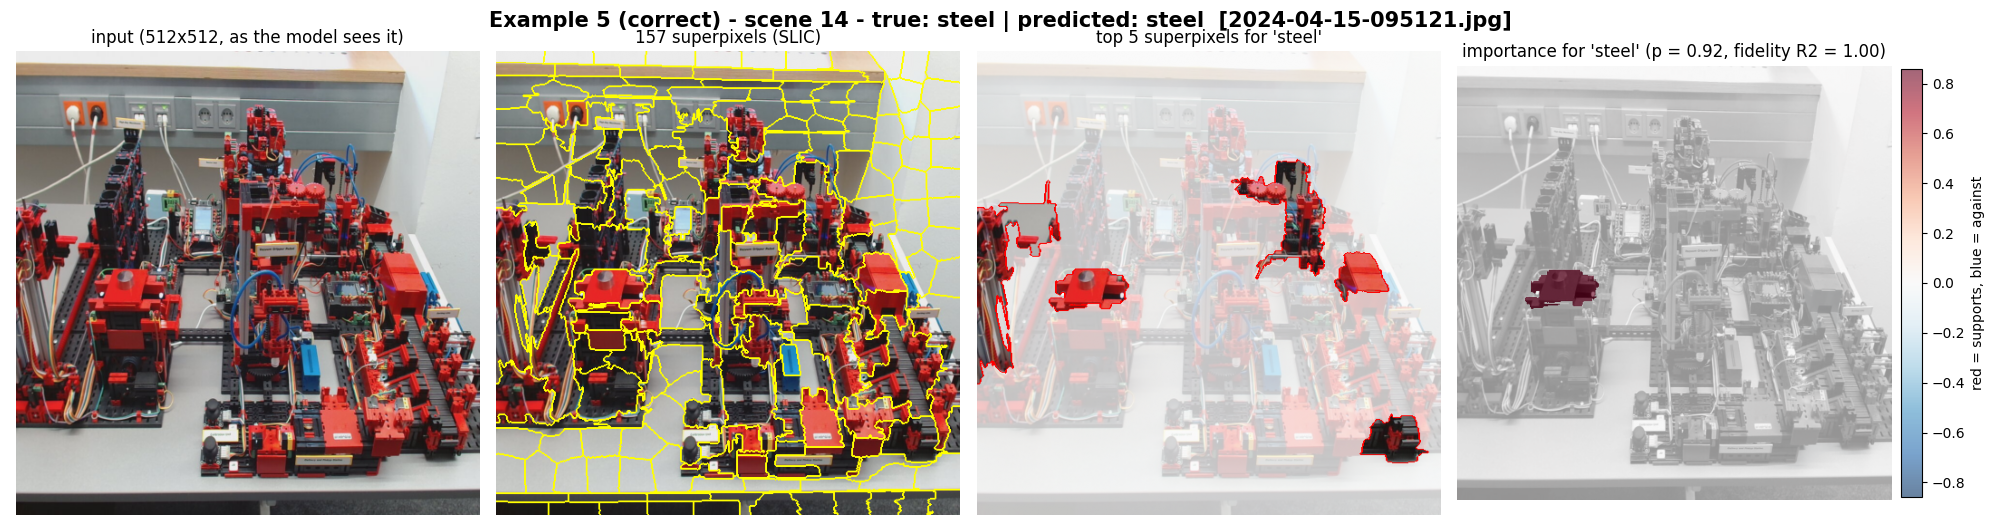 Example 5 (correct) - scene 14 - true: steel | predicted: steel  [2024-04-15-095121.jpg]
input (512x512, as the model sees it)
157 superpixels (SLIC)
top 5 superpixels for 'steel'
importance for 'steel' (p = 0.92, fidelity R2 = 1.00)
0.8
0.6
0.4
0.2
0.0
−0.2
−0.4
−0.6
−0.8
red = supports, blue = against